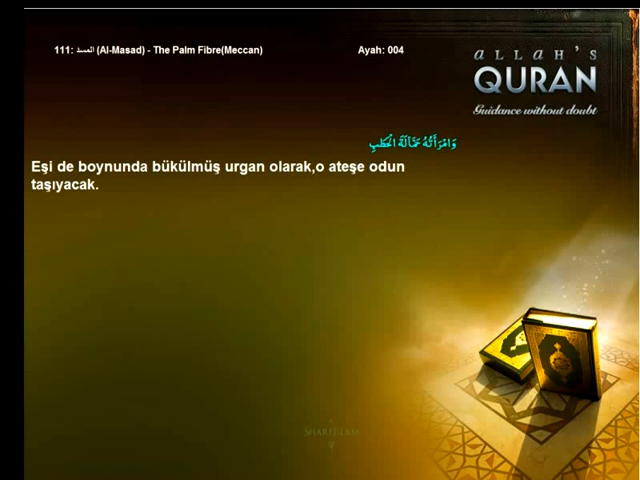 111: المسد (Al-Masad) - The Palm Fibre(Meccan) Ayah: 004
ALLAH'S
QURAN
Guidance without doubt
وَامْرَأَتُهُ حَمَّالَةَ الْحَطَبِ
Eşi de boynunda bükülmüş urgan olarak,o ateşe odun
taşıyacak.
SHAREISLAM